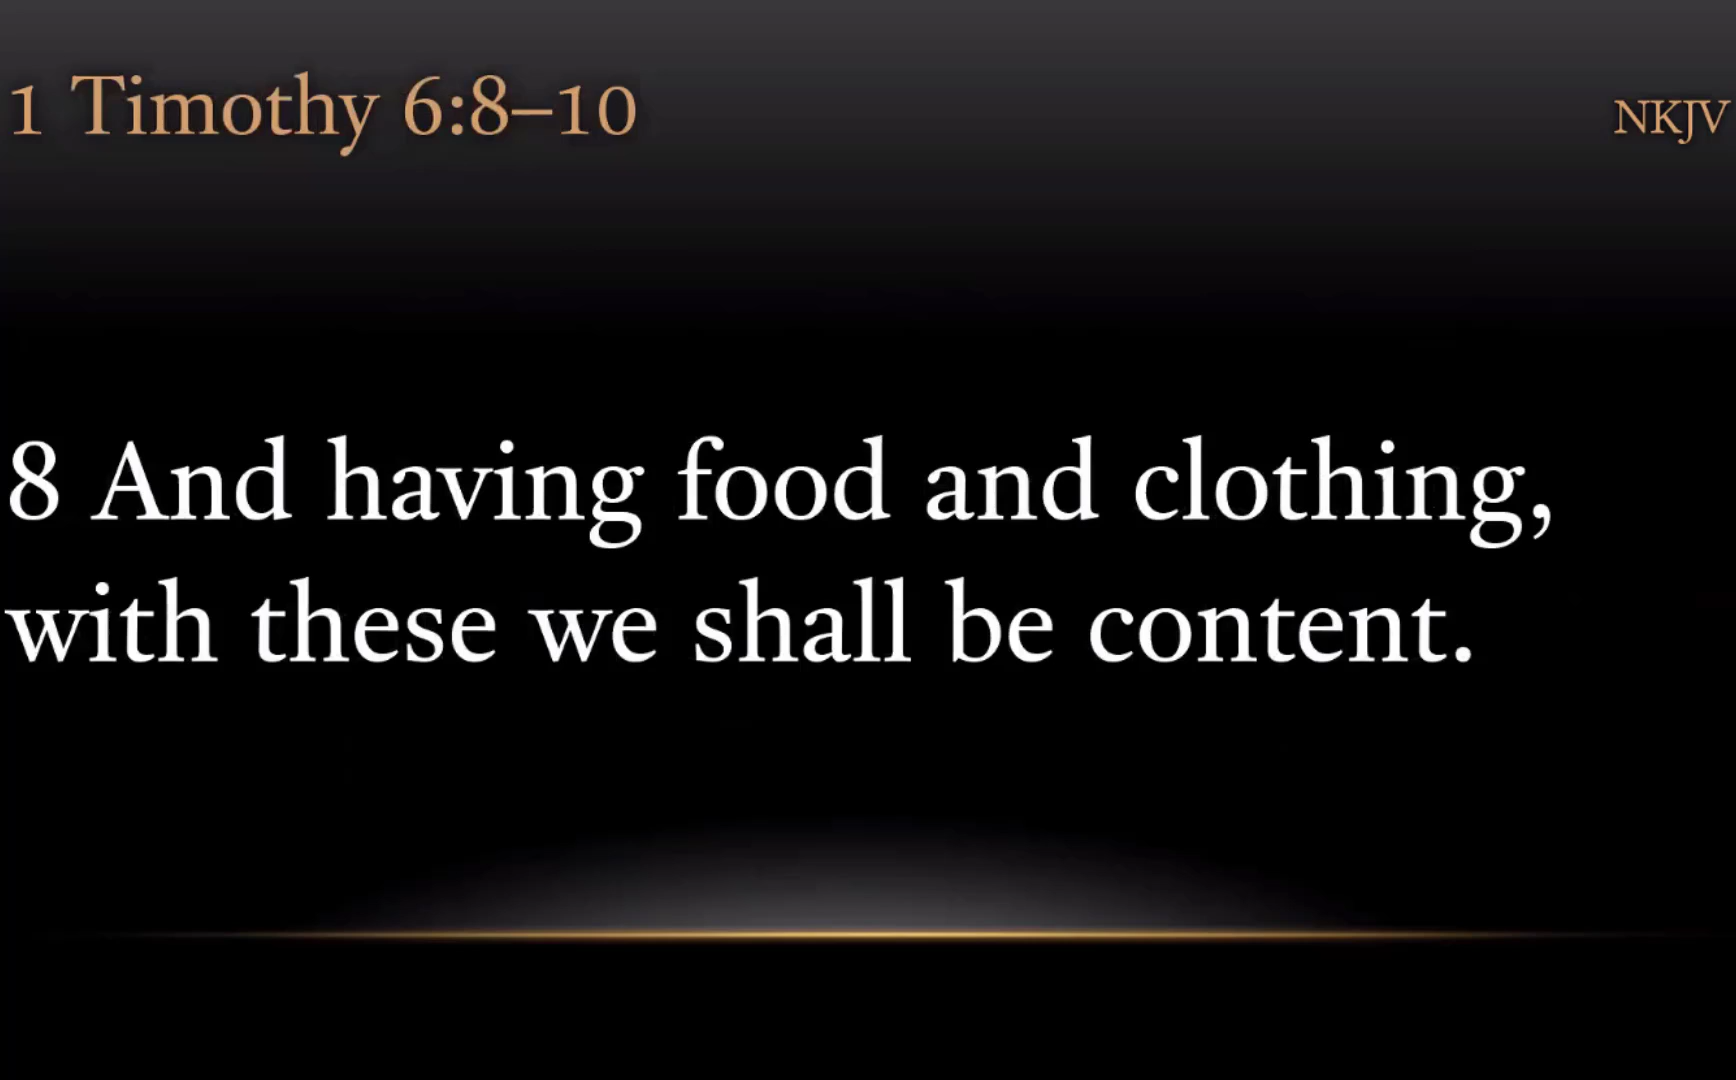 1 Timothy 6:8–10
NKJV
8 And having food and clothing,
with these we shall be content.